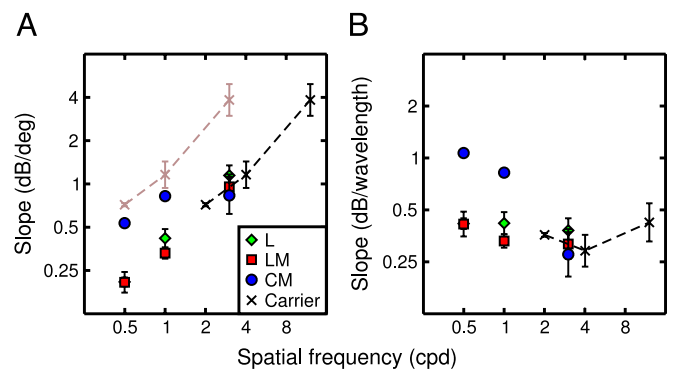 A
B
Slope (dB/deg)
4
2
1
0.5
0.25
0.5 1 2 4 8
L
LM
CM
Carrier
Slope (dB/wavelength)
2
1
0.5
0.25
0.5 1 2 4 8
Spatial frequency (cpd)